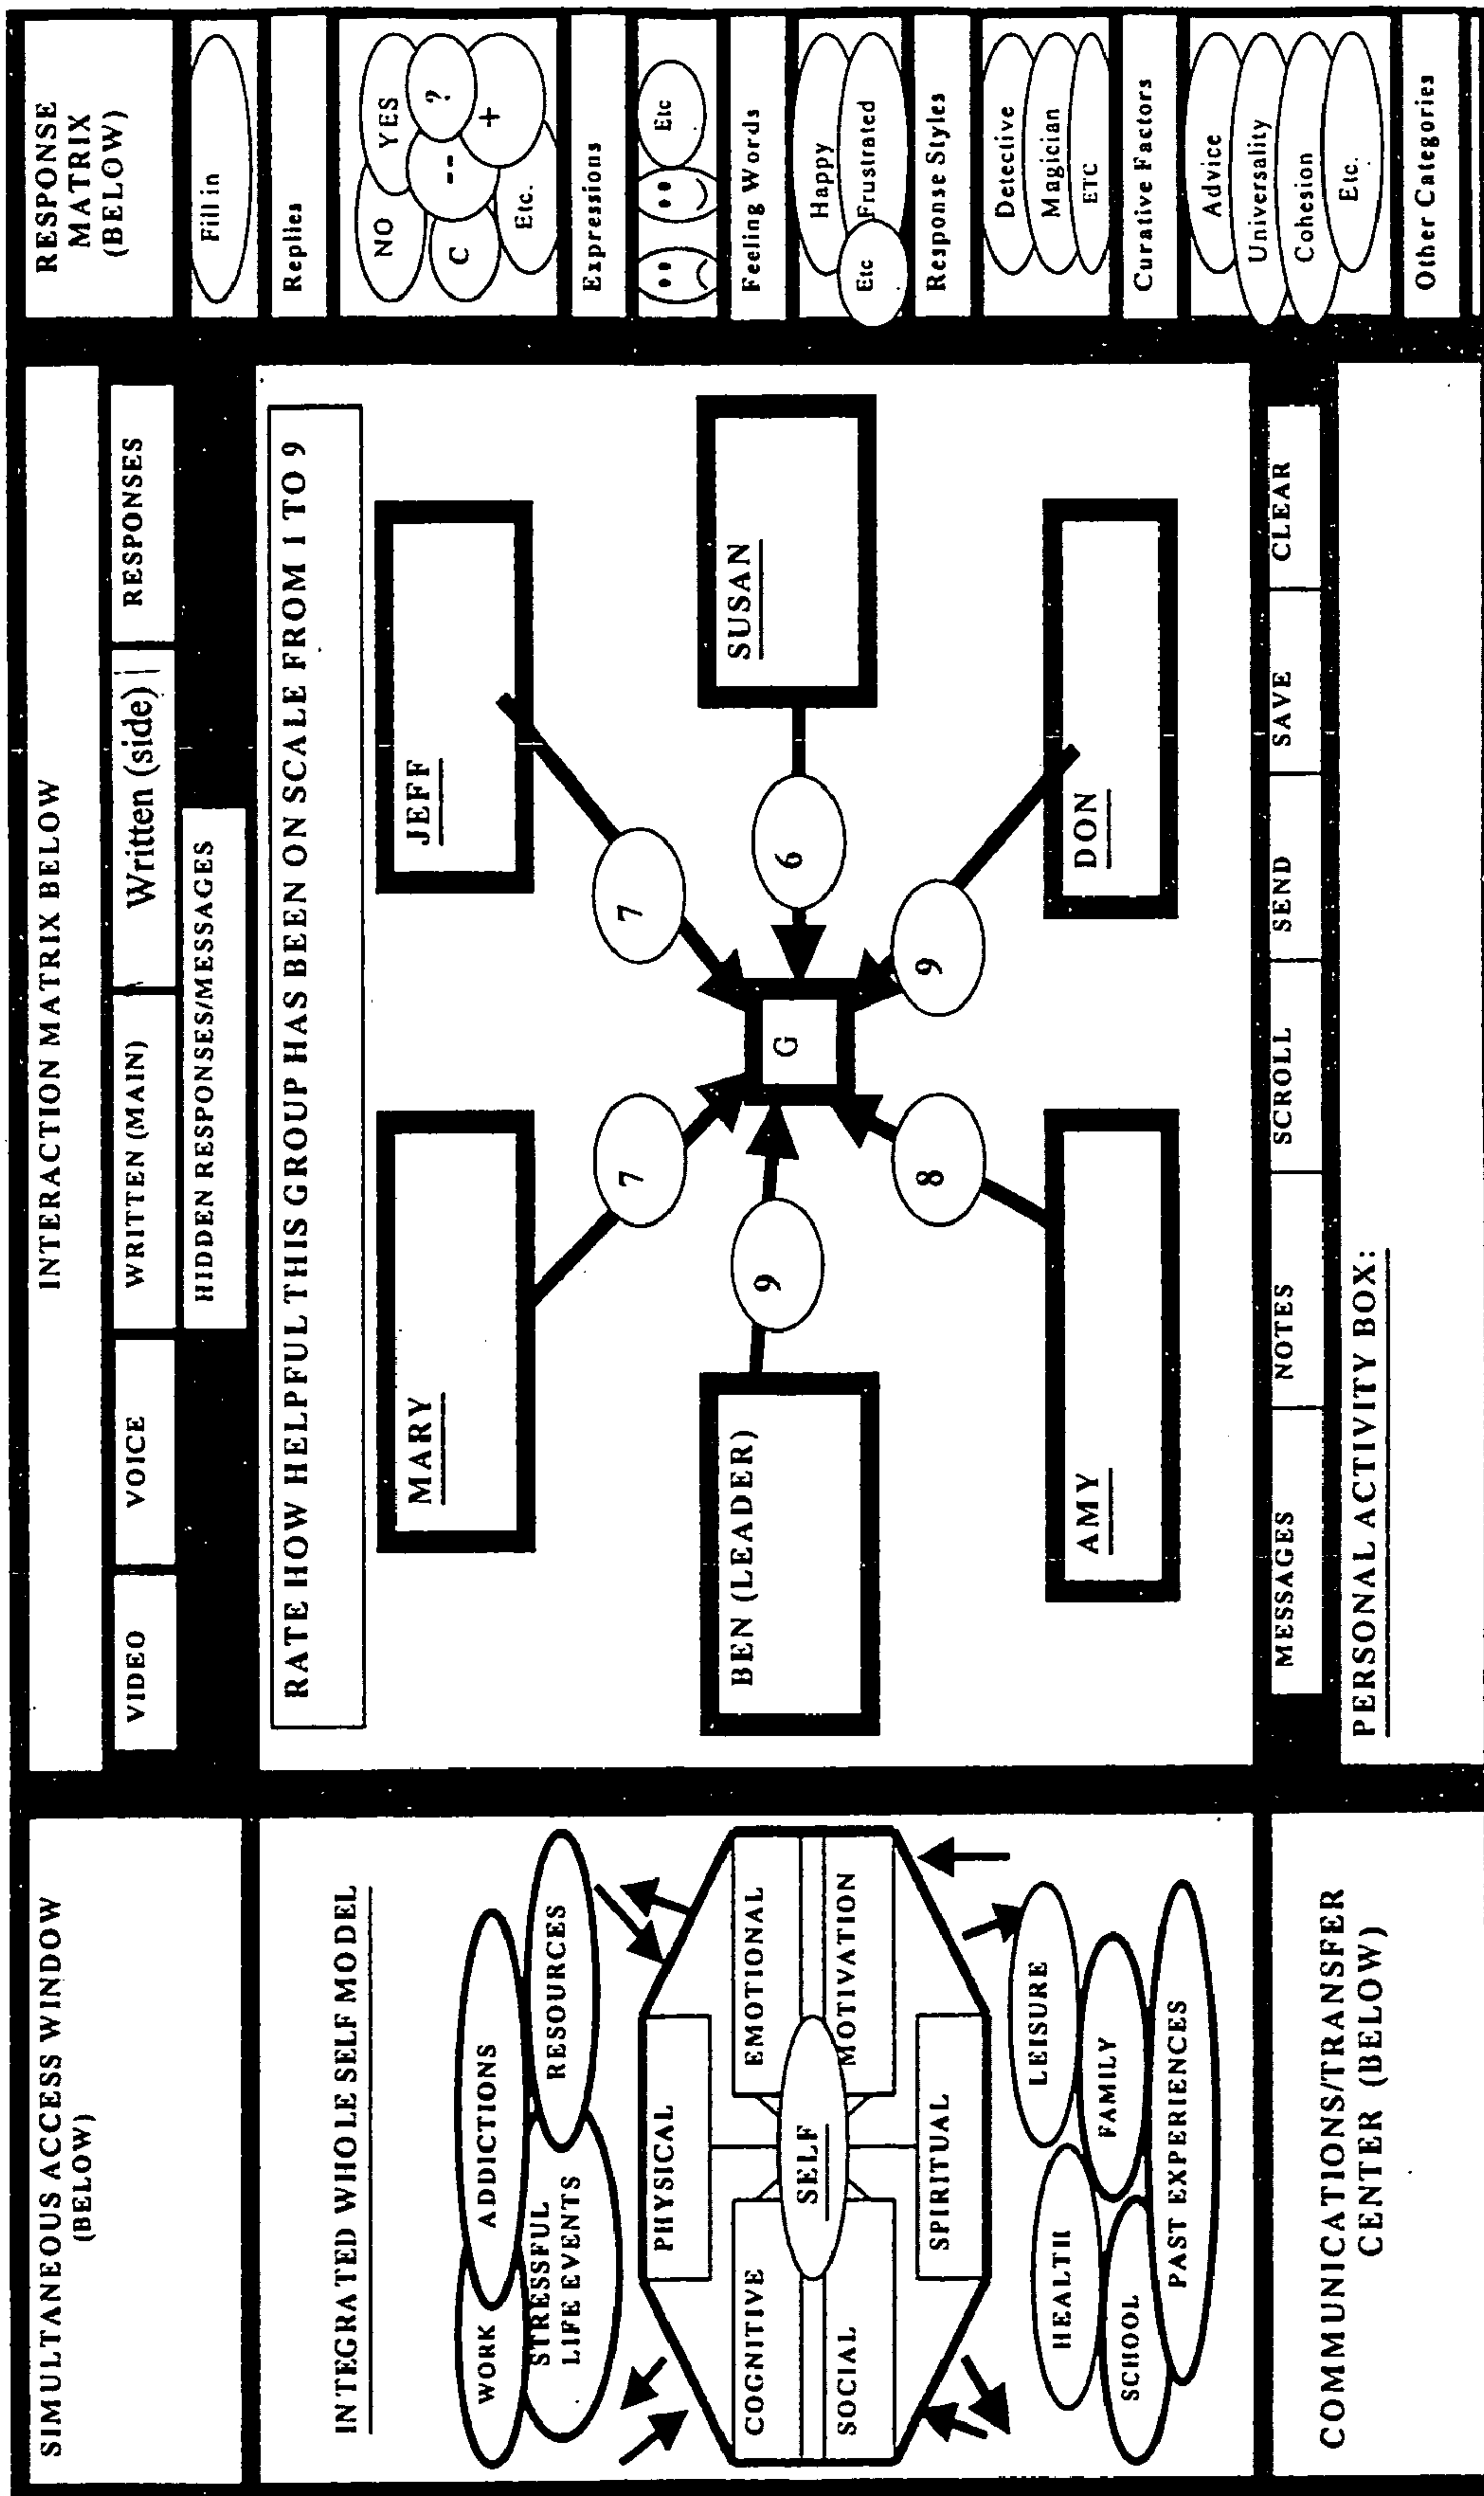 SIMULTANEOUS ACCESS WINDOW
(BELOW)
INTEGRATED WHOLE SELF MODEL
ADDICTIONS
WORK
RESOURCES
STRESSFUL
LIFE EVENTS
PHYSICAL
COGNITIVE
EMOTIONAL
SELF
SOCIAL
MOTIVATION
SPIRITUAL
LEISURE
HEALTH
FAMILY
SCHOOL
PAST EXPERIENCES
COMMUNICATIONS/TRANSFER
CENTER (BELOW)
INTERACTION MATRIX BELOW
VIDEO
VOICE
WRITTEN (MAIN)
Written (side)
RESPONSES
HIDDEN RESPONSES/MESSAGES
RATE HOW HELPFUL THIS GROUP HAS BEEN ON SCALE FROM 1 TO 9
MARY
JEFF
7
7
BEN (LEADER)
9
G
6
SUSAN
8
9
AMY
DON
MESSAGES
NOTES
SCROLL
SEND
SAVE
CLEAR
PERSONAL ACTIVITY BOX:
RESPONSE
MATRIX
(BELOW)
Fill in
Replies
NO
YES
?
--
+
C
Etc.
Expressions
Etc
Feeling Words
Happy
Frustrated
Etc
Response Styles
Detective
Magician
ETC
Curative Factors
Advice
Universality
Cohesion
Etc.
Other Categories